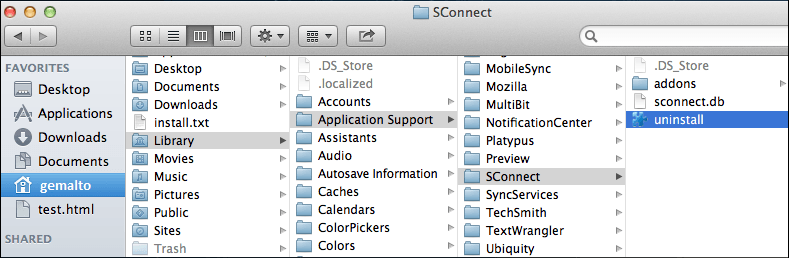 SConnect
FAVORITES
Desktop
Applications
Downloads
Documents
gemalto
test.html
SHARED
Desktop
Documents
Downloads
install.txt
Library
Movies
Music
Pictures
Public
Sites
Trash
.DS_Store
.localized
Accounts
Application Support
Assistants
Audio
Autosave Information
Caches
Calendars
ColorPickers
Colors
MobileSync
Mozilla
MultiBit
NotificationCenter
Platypus
Preview
SConnect
SyncServices
TechSmith
TextWrangler
Ubiquity
.DS_Store
addons
sconnect.db
uninstall